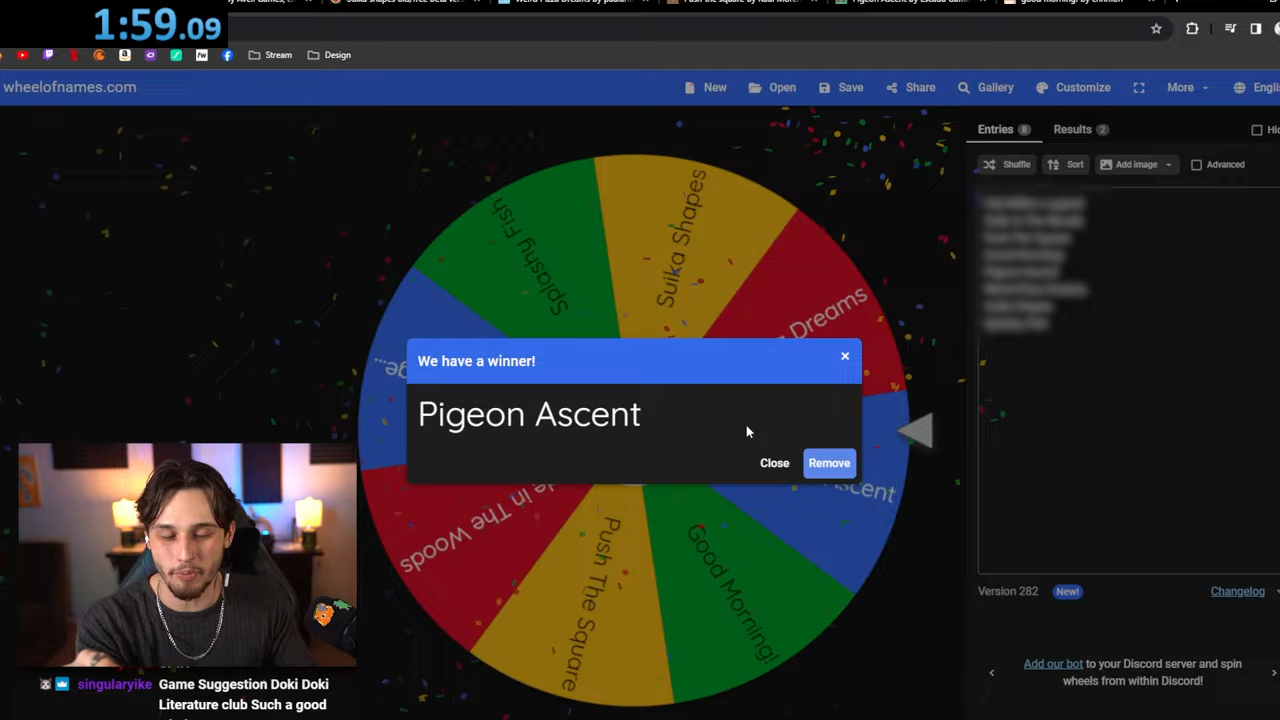 1:59.09
Stream
Design
wheelofnames.com
New
Open
Save
Share
Gallery
Customize
More
Entries 8
Results 2
Shuffle
Sort
Add image
Advanced
Splashy Fish
Suika Shapes
Dreams
We have a winner!
Pigeon Ascent
Close
Remove
in The Woods
Push The Square
Good Morning!
Ascent
Version 282
New!
Changelog
Add our bot to your Discord server and spin
wheels from within Discord!
singularyike Game Suggestion Doki Doki
Literature club Such a good